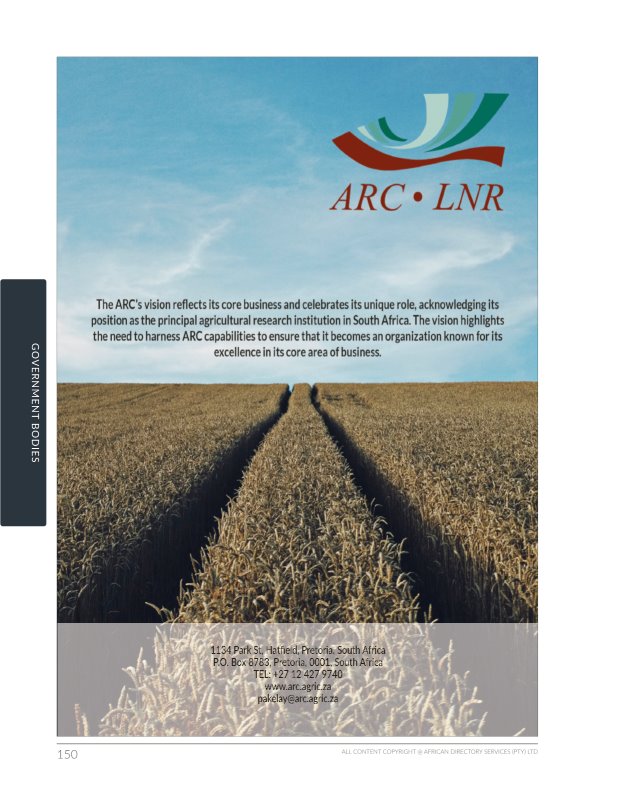 ARC • LNR
The ARC's vision reflects its core business and celebrates its unique role, acknowledging its
position as the principal agricultural research institution in South Africa. The vision highlights
the need to harness ARC capabilities to ensure that it becomes an organization known for its
excellence in its core area of business.
GOVERNMENT BODIES
1134 Park St, Hatfield, Pretoria, South Africa
P.O. Box 8783, Pretoria, 0001, South Africa
TEL: +27 12 427 9740
www.arc.agric.za
pakelay@arc.agric.za
150
ALL CONTENT COPYRIGHT @ AFRICAN DIRECTORY SERVICES (PTY) LTD